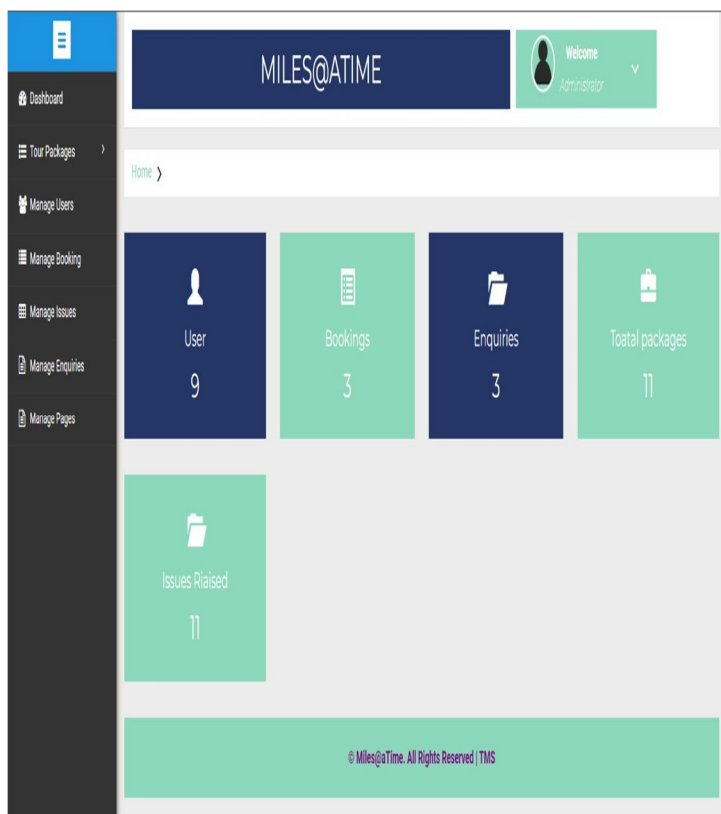 MILES@ATIME
Welcome
Administrator
Dashboard
Tour Packages
Manage Users
Manage Booking
Manage Issues
Manage Enquiries
Manage Pages
Home
User
9
Bookings
3
Enquiries
3
Toatal packages
11
Issues Riaised
11
© Miles@aTime. All Rights Reserved | TMS